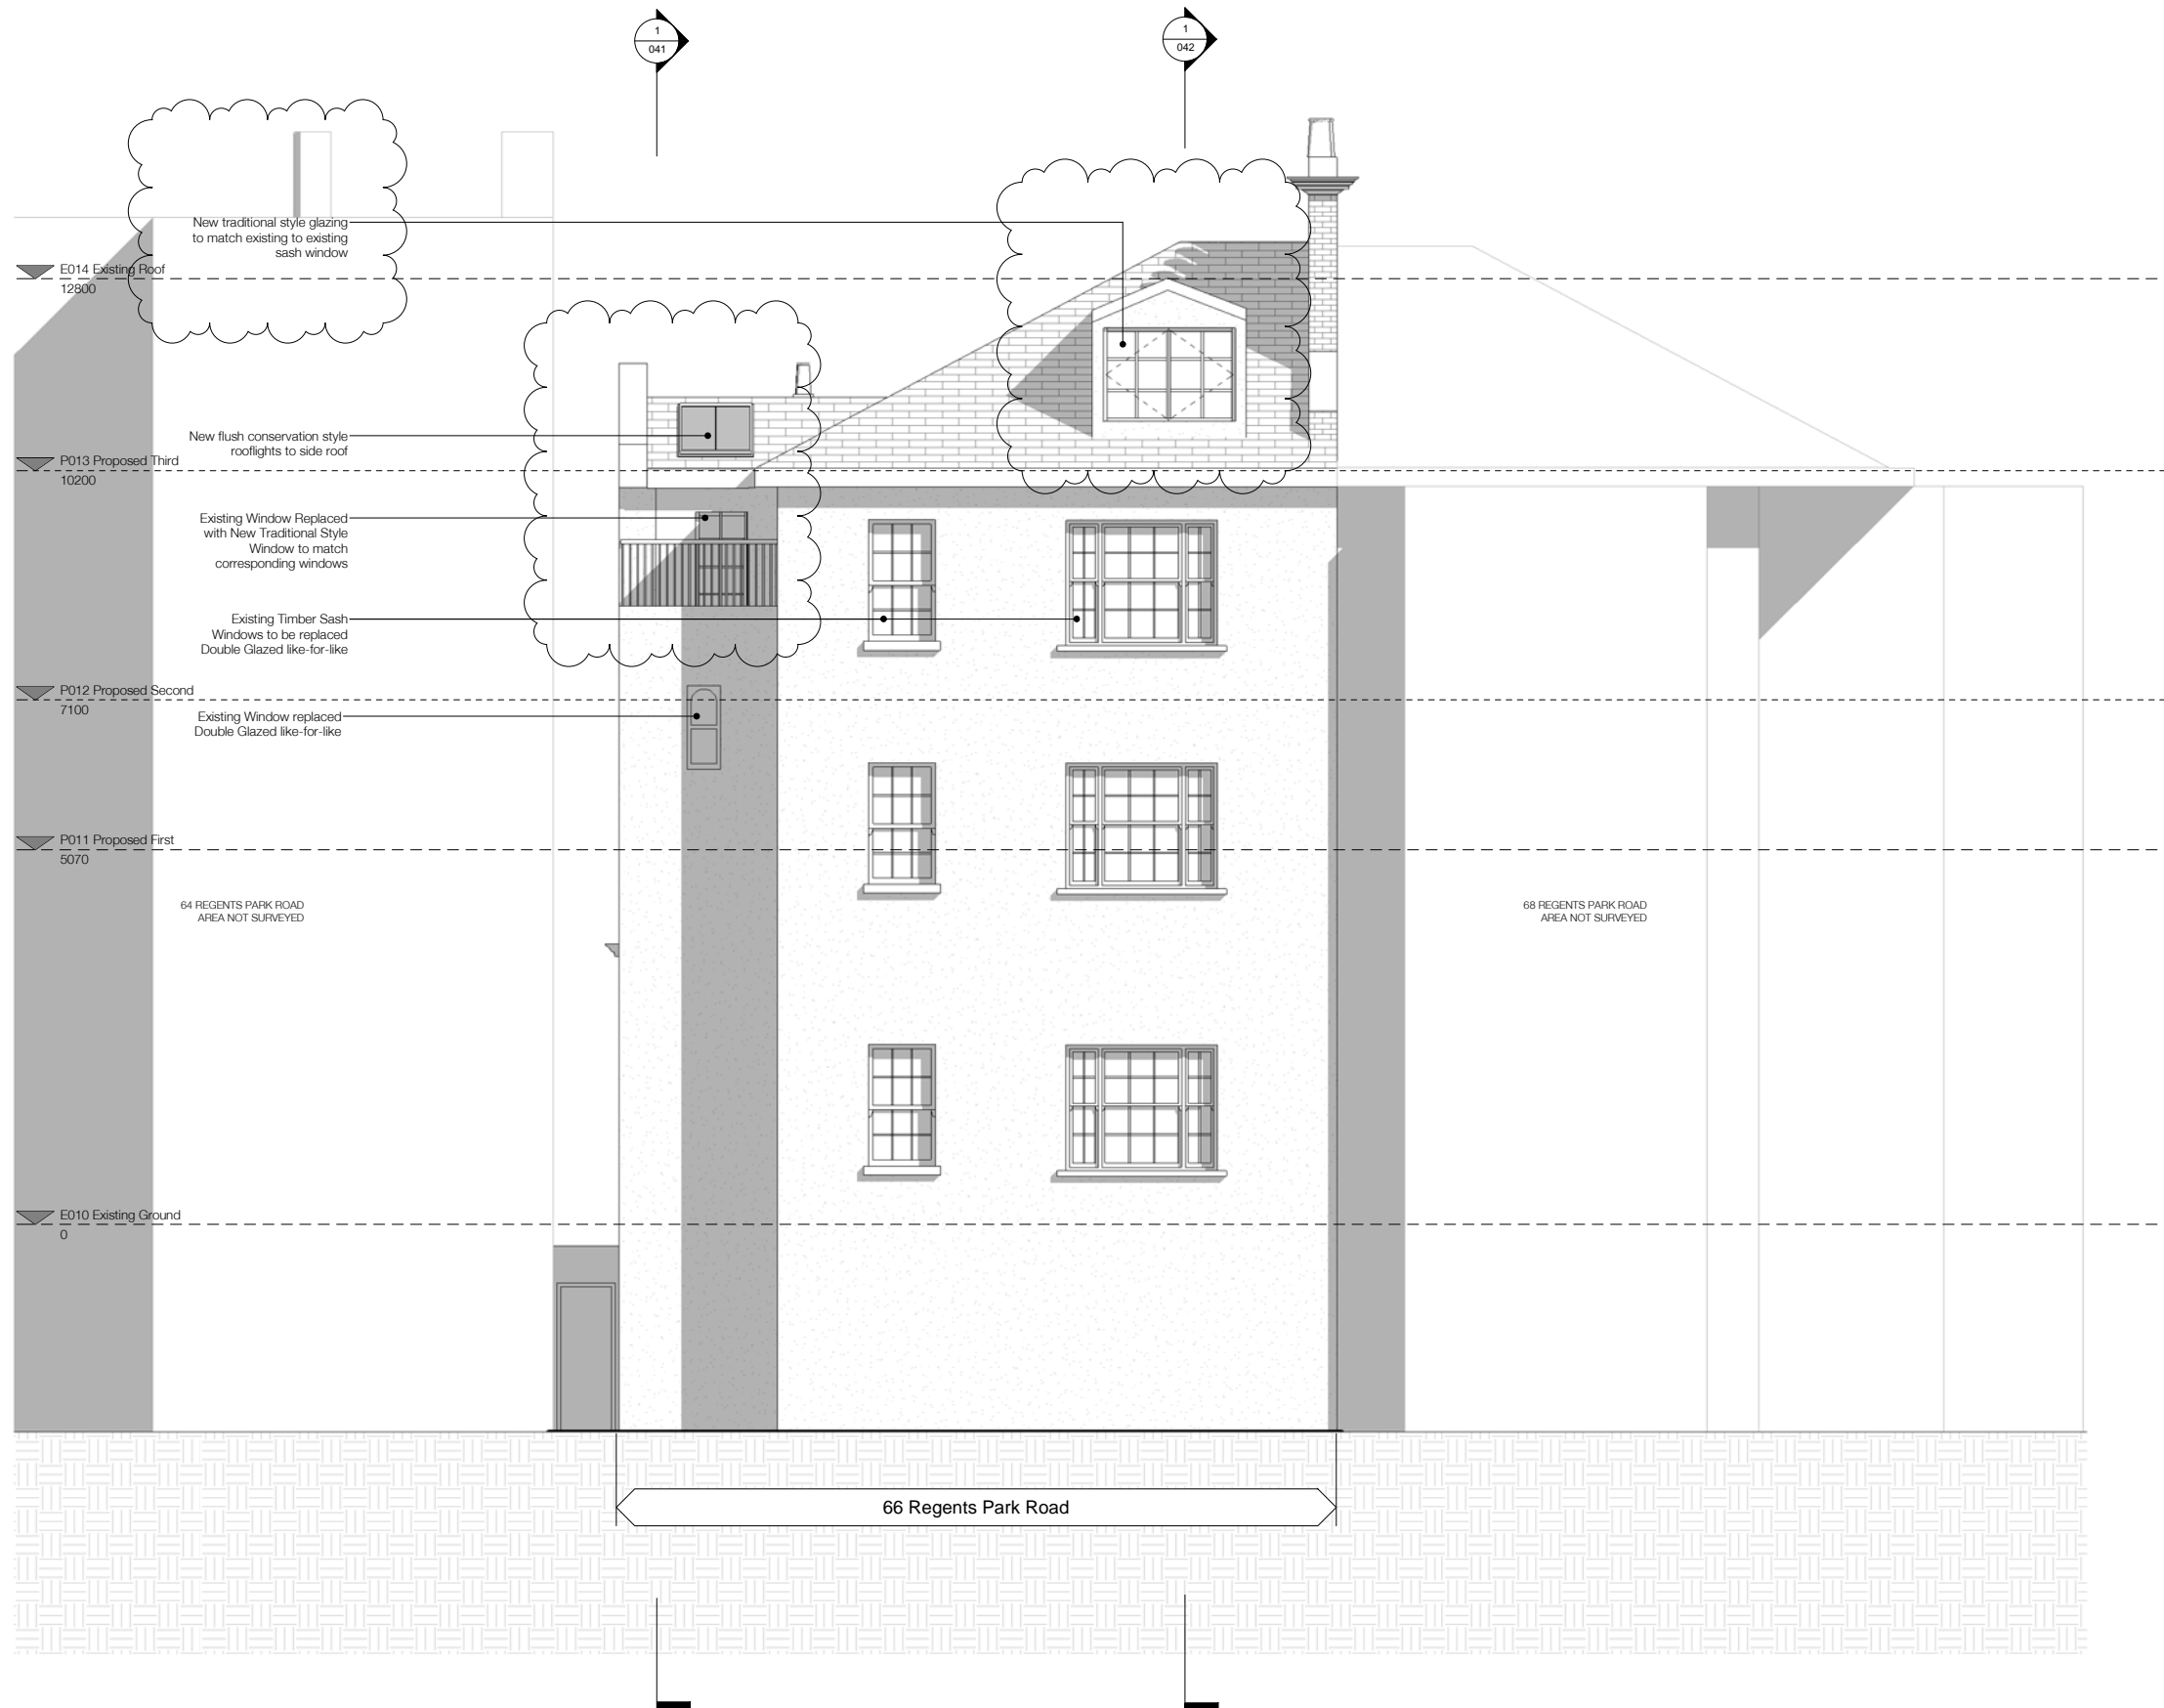 1
041
1
042
New traditional style glazing
to match existing to existing
sash window
E014 Existing Roof
12800
New flush conservation style
rooflights to side roof
P013 Proposed Third
10200
Existing Window Replaced
with New Traditional Style
Window to match
corresponding windows
Existing Timber Sash
Windows to be replaced
Double Glazed like-for-like
P012 Proposed Second
7100
Existing Window replaced
Double Glazed like-for-like
P011 Proposed First
5070
64 REGENTS PARK ROAD
AREA NOT SURVEYED
68 REGENTS PARK ROAD
AREA NOT SURVEYED
E010 Existing Ground
0
66 Regents Park Road